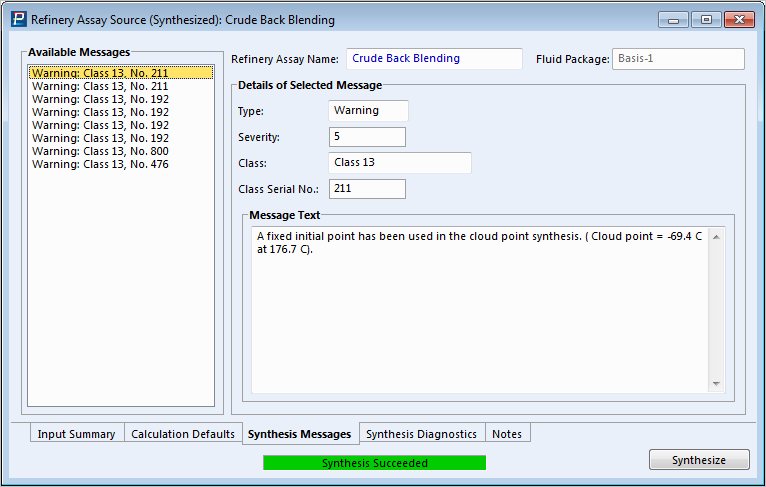 Refinery Assay Source (Synthesized): Crude Back Blending
Available Messages
Warning: Class 13, No. 211
Warning: Class 13, No. 211
Warning: Class 13, No. 192
Warning: Class 13, No. 192
Warning: Class 13, No. 192
Warning: Class 13, No. 192
Warning: Class 13, No. 800
Warning: Class 13, No. 476
Refinery Assay Name: Crude Back Blending Fluid Package: Basis-1
Details of Selected Message
Type: Warning
Severity: 5
Class: Class 13
Class Serial No.: 211
Message Text
A fixed initial point has been used in the cloud point synthesis. ( Cloud point = -69.4 C
at 176.7 C).
Input Summary Calculation Defaults Synthesis Messages Synthesis Diagnostics Notes
Synthesis Succeeded Synthesize